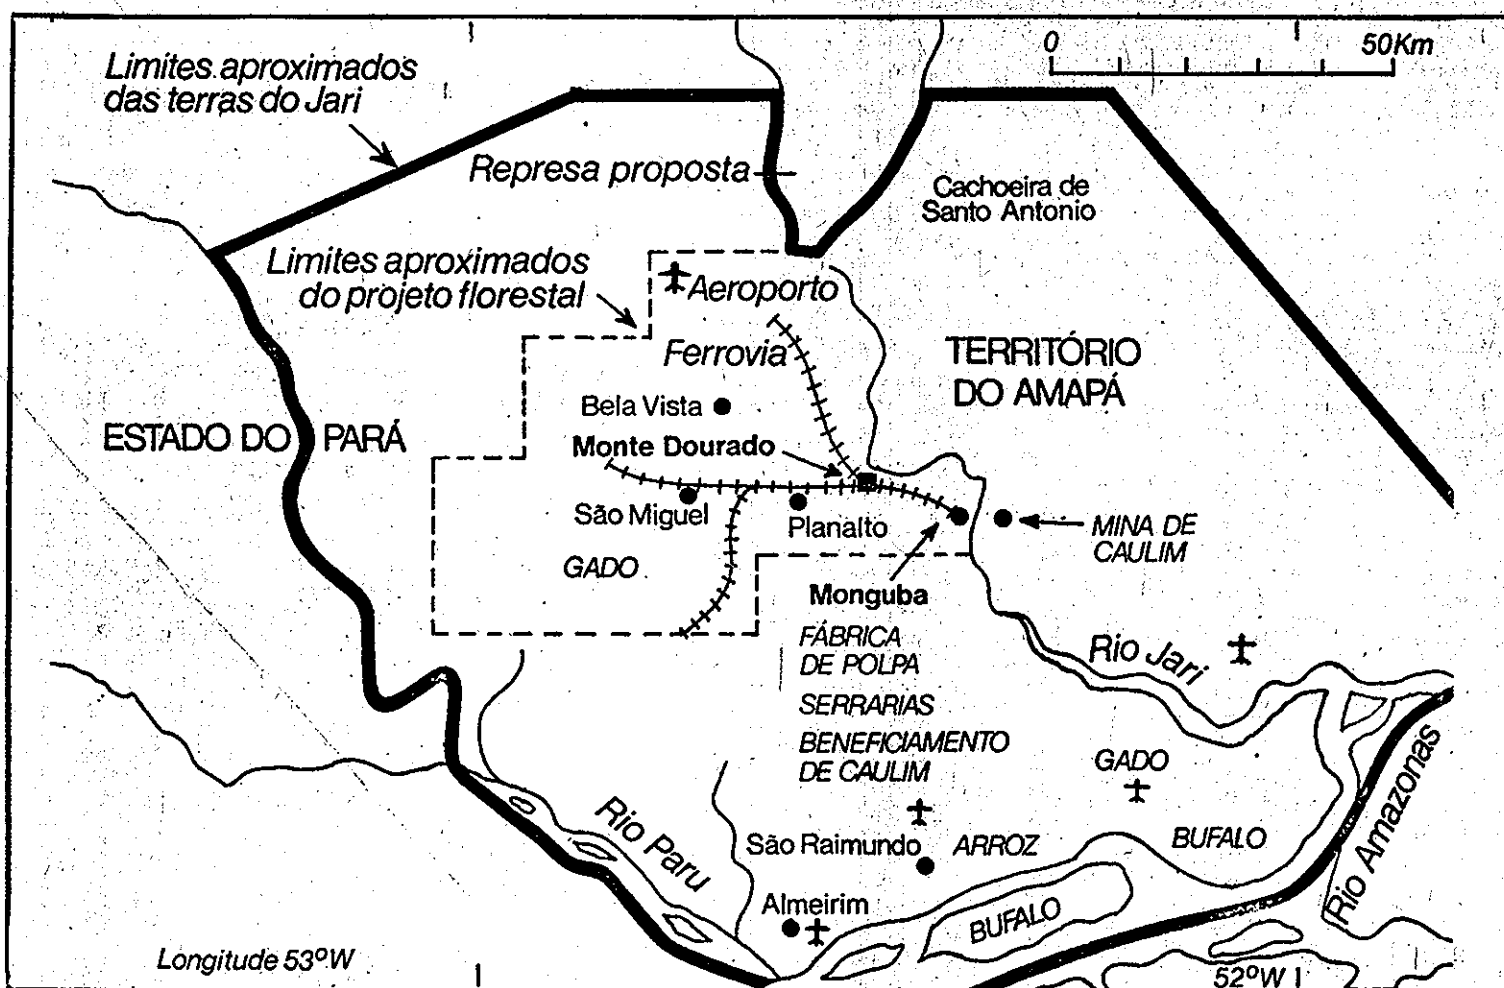 0 50Km
Limites aproximados
das terras do Jari
Represa proposta
Cachoeira de
Santo Antonio
Limites aproximados
do projeto florestal
Aeroporto
Ferrovia
TERRITÓRIO
DO AMAPÁ
Bela Vista
ESTADO DO PARÁ
Monte Dourado
São Miguel
Planalto
MINA DE
CAULIM
GADO
Monguba
FÁBRICA
DE POLPA
SERRARIAS
BENEFICIAMENTO
DE CAULIM
Rio Jari
GADO
Rio Paru
São Raimundo
ARROZ
BUFALO
Rio Amazonas
Almeirim
BUFALO
Longitude 53ºW
52ºW